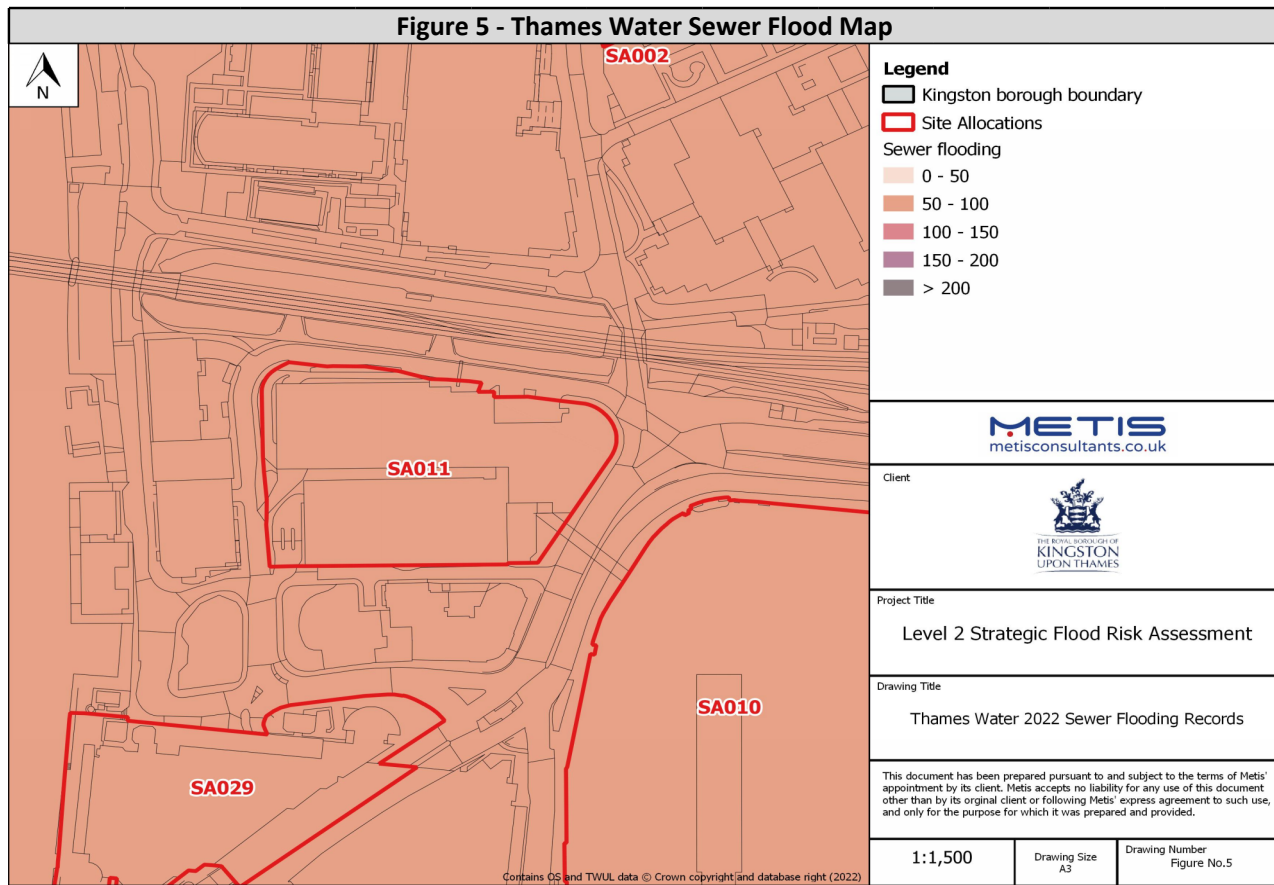 Figure 5 - Thames Water Sewer Flood Map
N
SA002
SA011
SA010
SA029
Contains OS and TWUL data © Crown copyright and database right (2022)
Legend
Kingston borough boundary
Site Allocations
Sewer flooding
0 - 50
50 - 100
100 - 150
150 - 200
> 200
METIS
metisconsultants.co.uk
Client
THE ROYAL BOROUGH OF
KINGSTON
UPON THAMES
Project Title
Level 2 Strategic Flood Risk Assessment
Drawing Title
Thames Water 2022 Sewer Flooding Records
This document has been prepared pursuant to and subject to the terms of Metis'
appointment by its client. Metis accepts no liability for any use of this document
other than by its orginal client or following Metis' express agreement to such use,
and only for the purpose for which it was prepared and provided.
1:1,500
Drawing Size
A3
Drawing Number
Figure No.5